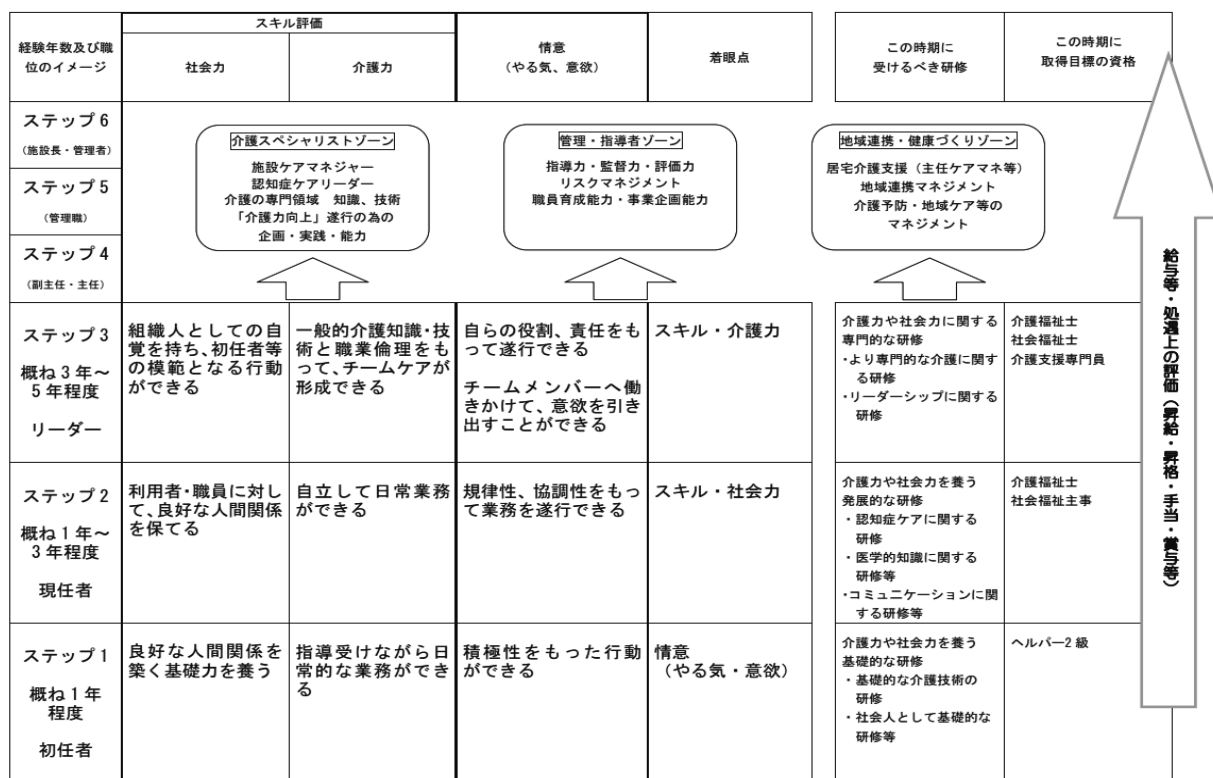 経験年数及び職
位のイメージ
スキル評価
社会力
介護力
情意
（やる気、意欲）
着眼点
この時期に
受けるべき研修
この時期に
取得目標の資格
ステップ6
（施設長・管理者）
ステップ5
（管理職）
ステップ4
（副主任・主任）
介護スペシャリストゾーン
施設ケアマネジャー
認知症ケアリーダー
介護の専門領域　知識、技術
「介護力向上」遂行の為の
企画・実践・能力
管理・指導者ゾーン
指導力・監督力・評価力
リスクマネジメント
職員育成能力・事業企画能力
地域連携・健康づくりゾーン
居宅介護支援（主任ケアマネ等）
地域連携マネジメント
介護予防・地域ケア等の
マネジメント
ステップ3
概ね3年～
5年程度
リーダー
組織人としての自
覚を持ち、初任者等
の模範となる行動
ができる
一般的介護知識・技
術と職業倫理をも
って、チームケアが
形成できる
自らの役割、責任をも
って遂行できる
チームメンバーへ働
きかけて、意欲を引き
出すことができる
スキル・介護力
介護力や社会力に関する
専門的な研修
・より専門的な介護に関す
る研修
・リーダーシップに関する
研修
介護福祉士
社会福祉士
介護支援専門員
ステップ2
概ね1年～
3年程度
現任者
利用者・職員に対し
て、良好な人間関係
を保てる
自立して日常業務
ができる
規律性、協調性をもっ
て業務を遂行できる
スキル・社会力
介護力や社会力を養う
発展的な研修
・認知症ケアに関する
研修
・医学的知識に関する
研修等
・コミュニケーションに関
する研修等
介護福祉士
社会福祉主事
ステップ1
概ね1年
程度
初任者
良好な人間関係を
築く基礎力を養う
指導受けながら日
常的な業務ができ
る
積極性をもった行動
ができる
情意
（やる気・意欲）
介護力や社会力を養う
基礎的な研修
・基礎的な介護技術の
研修
・社会人として基礎的な
研修等
ヘルパー2級
給与等・処遇上の評価（昇給・昇格・手当・賞与等）